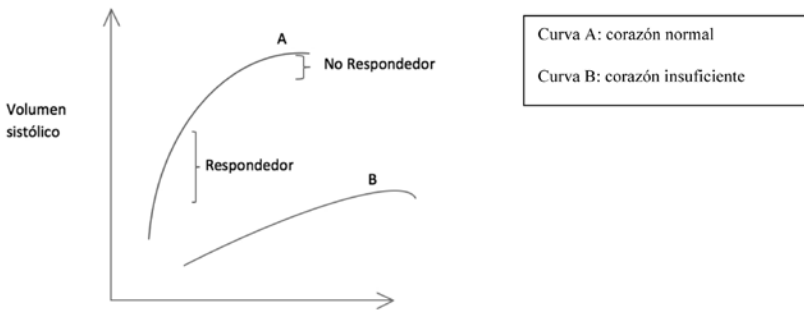 A
No Respondedor
Volumen
sistólico
Respondedor
B
Curva A: corazón normal
Curva B: corazón insuficiente